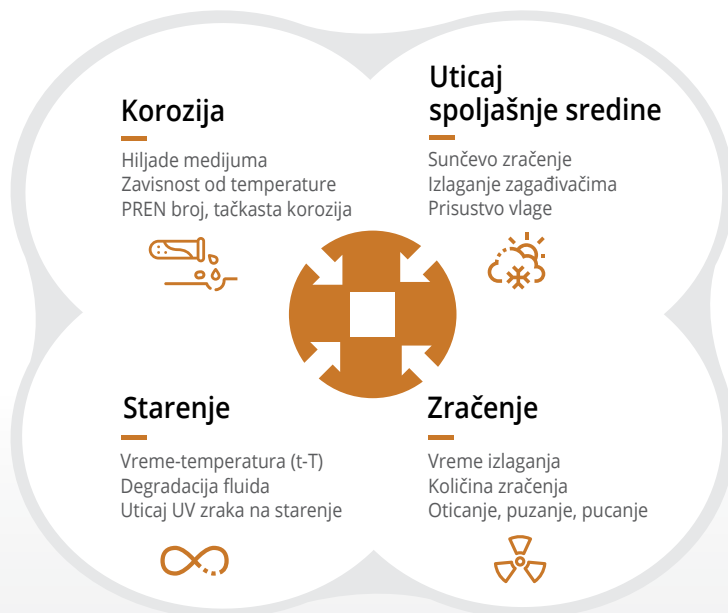 Korozija
Hiljade medijuma
Zavisnost od temperature
PREN broj, tačkasta korozija
Uticaj
spoljašnje sredine
Sunčevo zračenje
Izlaganje zagađivačima
Prisustvo vlage
Starenje
Vreme-temperatura (t-T)
Degradacija fluida
Uticaj UV zraka na starenje
Zračenje
Vreme izlaganja
Količina zračenja
Oticanje, puzanje, pucanje